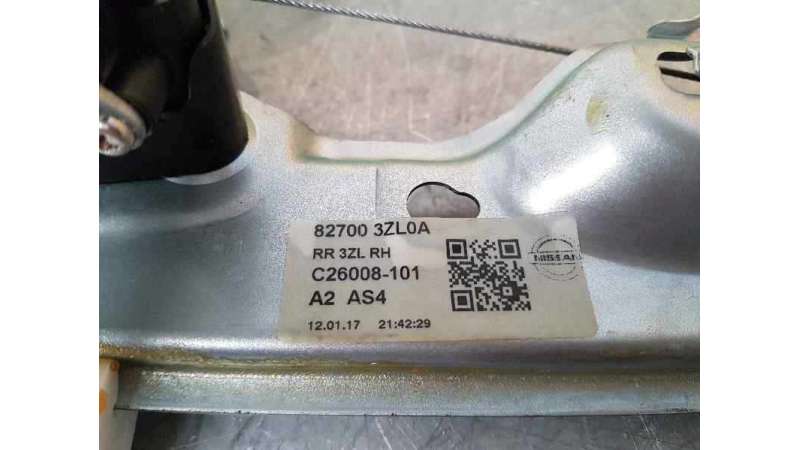 82700 3ZL0A
RR 3ZL RH
C26008-101
A2 AS4
12.01.17 21:42:29
NISSAN